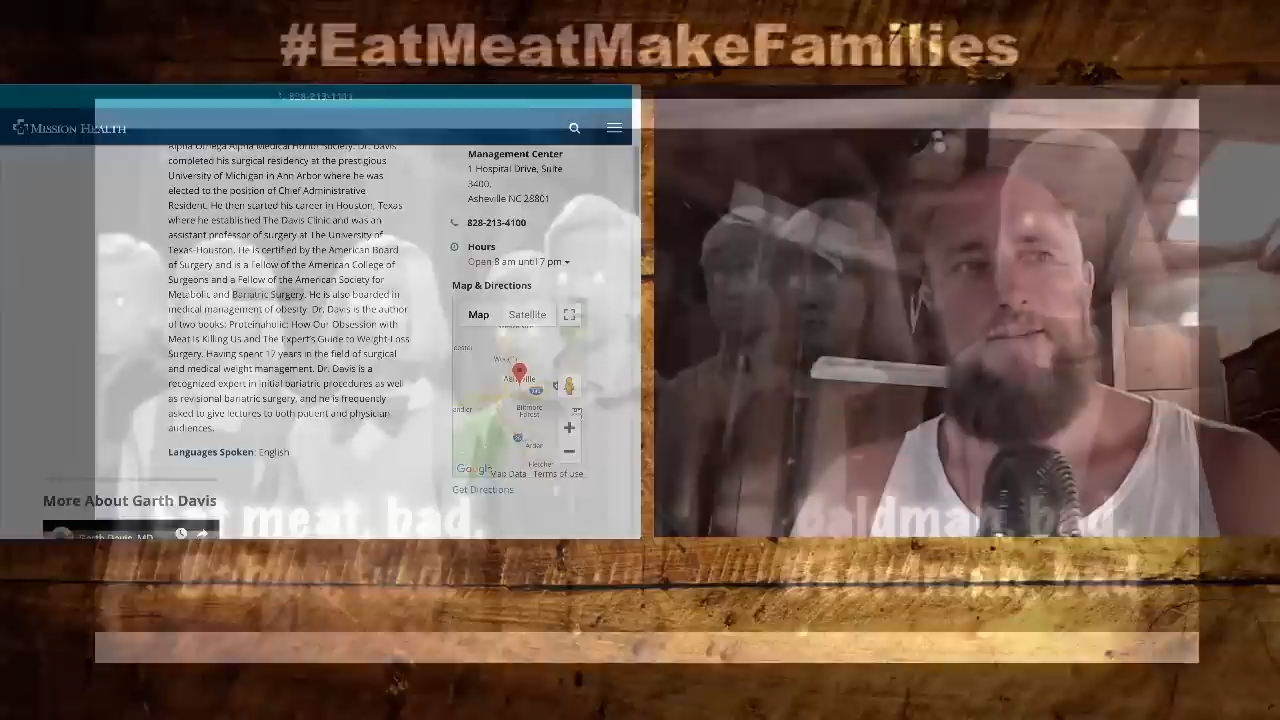 #EatMeatMakeFamilies
828-213-1111
MISSION HEALTH
Alpha Omega Alpha Medical Honor Society. Dr. Davis
completed his surgical residency at the prestigious
University of Michigan in Ann Arbor where he was
elected to the position of Chief Administrative
Resident. He then started his career in Houston, Texas
where he established The Davis Clinic and was an
assistant professor of surgery at The University of
Texas-Houston. He is certified by the American Board
of Surgery and is a Fellow of the American College of
Surgeons and a Fellow of the American Society for
Metabolic and Bariatric Surgery. He is also boarded in
medical management of obesity. Dr. Davis is the author
of two books: Proteinaholic: How Our Obsession with
Meat Is Killing Us and The Expert's Guide to Weight-Loss
Surgery. Having spent 17 years in the field of surgical
and medical weight management. Dr. Davis is a
recognized expert in initial bariatric procedures as well
as revisional bariatric surgery, and he is frequently
asked to give lectures to both patient and physician
audiences.
Languages Spoken: English
More About Garth Davis
Garth Davis, MD
Management Center
1 Hospital Drive, Suite
3400,
Asheville NC 28801
828-213-4100
Hours
Open 8 am until 7 pm
Map & Directions
Map Satellite
Asheville
Biltmore
Forest
Arden
Fletcher
Google Map Data Terms of Use
Get Directions
meat, bad.
baldman, bad.